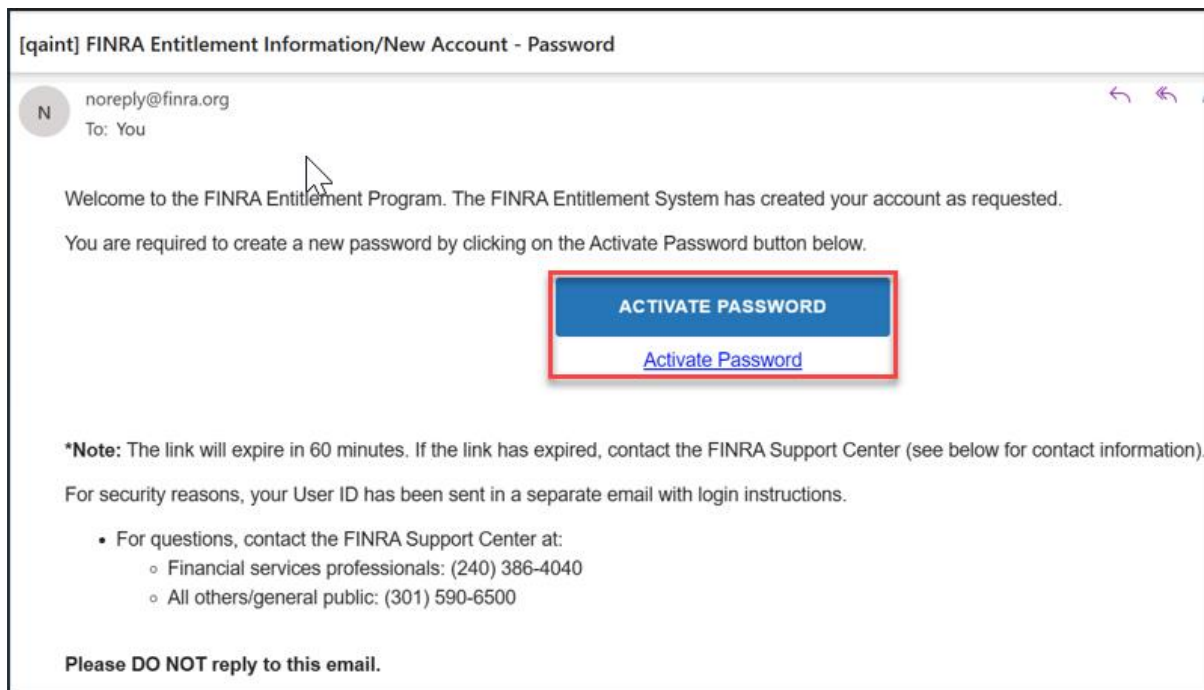 [qaint] FINRA Entitlement Information/New Account - Password
N
noreply@finra.org
To: You
Welcome to the FINRA Entitlement Program. The FINRA Entitlement System has created your account as requested.
You are required to create a new password by clicking on the Activate Password button below.
ACTIVATE PASSWORD
Activate Password
*Note: The link will expire in 60 minutes. If the link has expired, contact the FINRA Support Center (see below for contact information).
For security reasons, your User ID has been sent in a separate email with login instructions.
• For questions, contact the FINRA Support Center at:
◦ Financial services professionals: (240) 386-4040
◦ All others/general public: (301) 590-6500
Please DO NOT reply to this email.